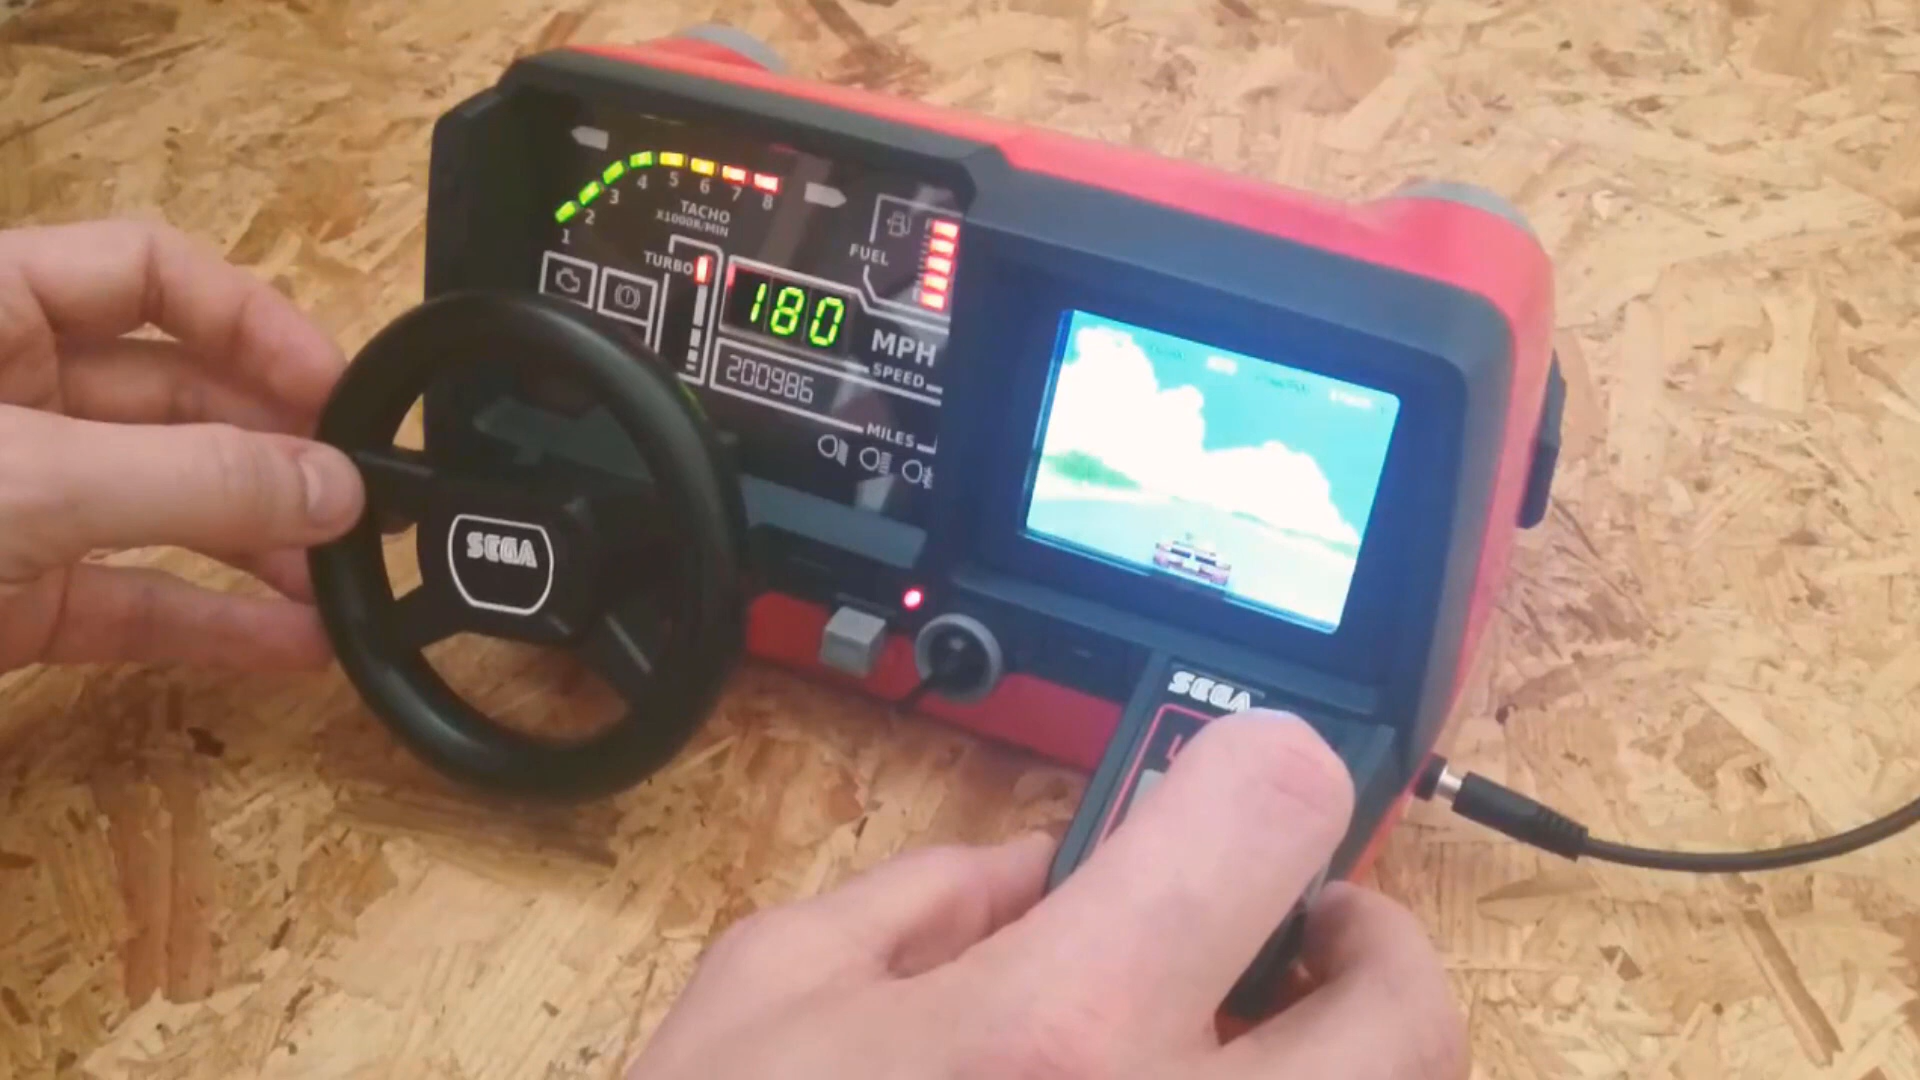 1 2 3 4 5 6 7 8
TACHO
X1000R/MIN
TURBO
FUEL
180
MPH
SPEED
200986
MILES
SEGA
SEGA